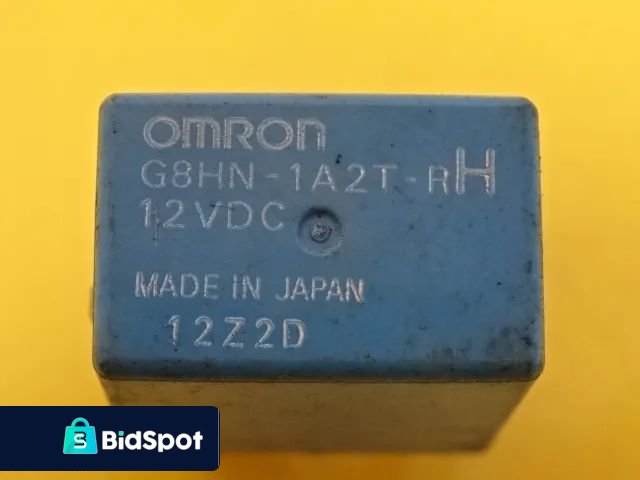 OMRON
G8HN-1A2T-RH
12VDC
MADE IN JAPAN
12Z2D
BidSpot